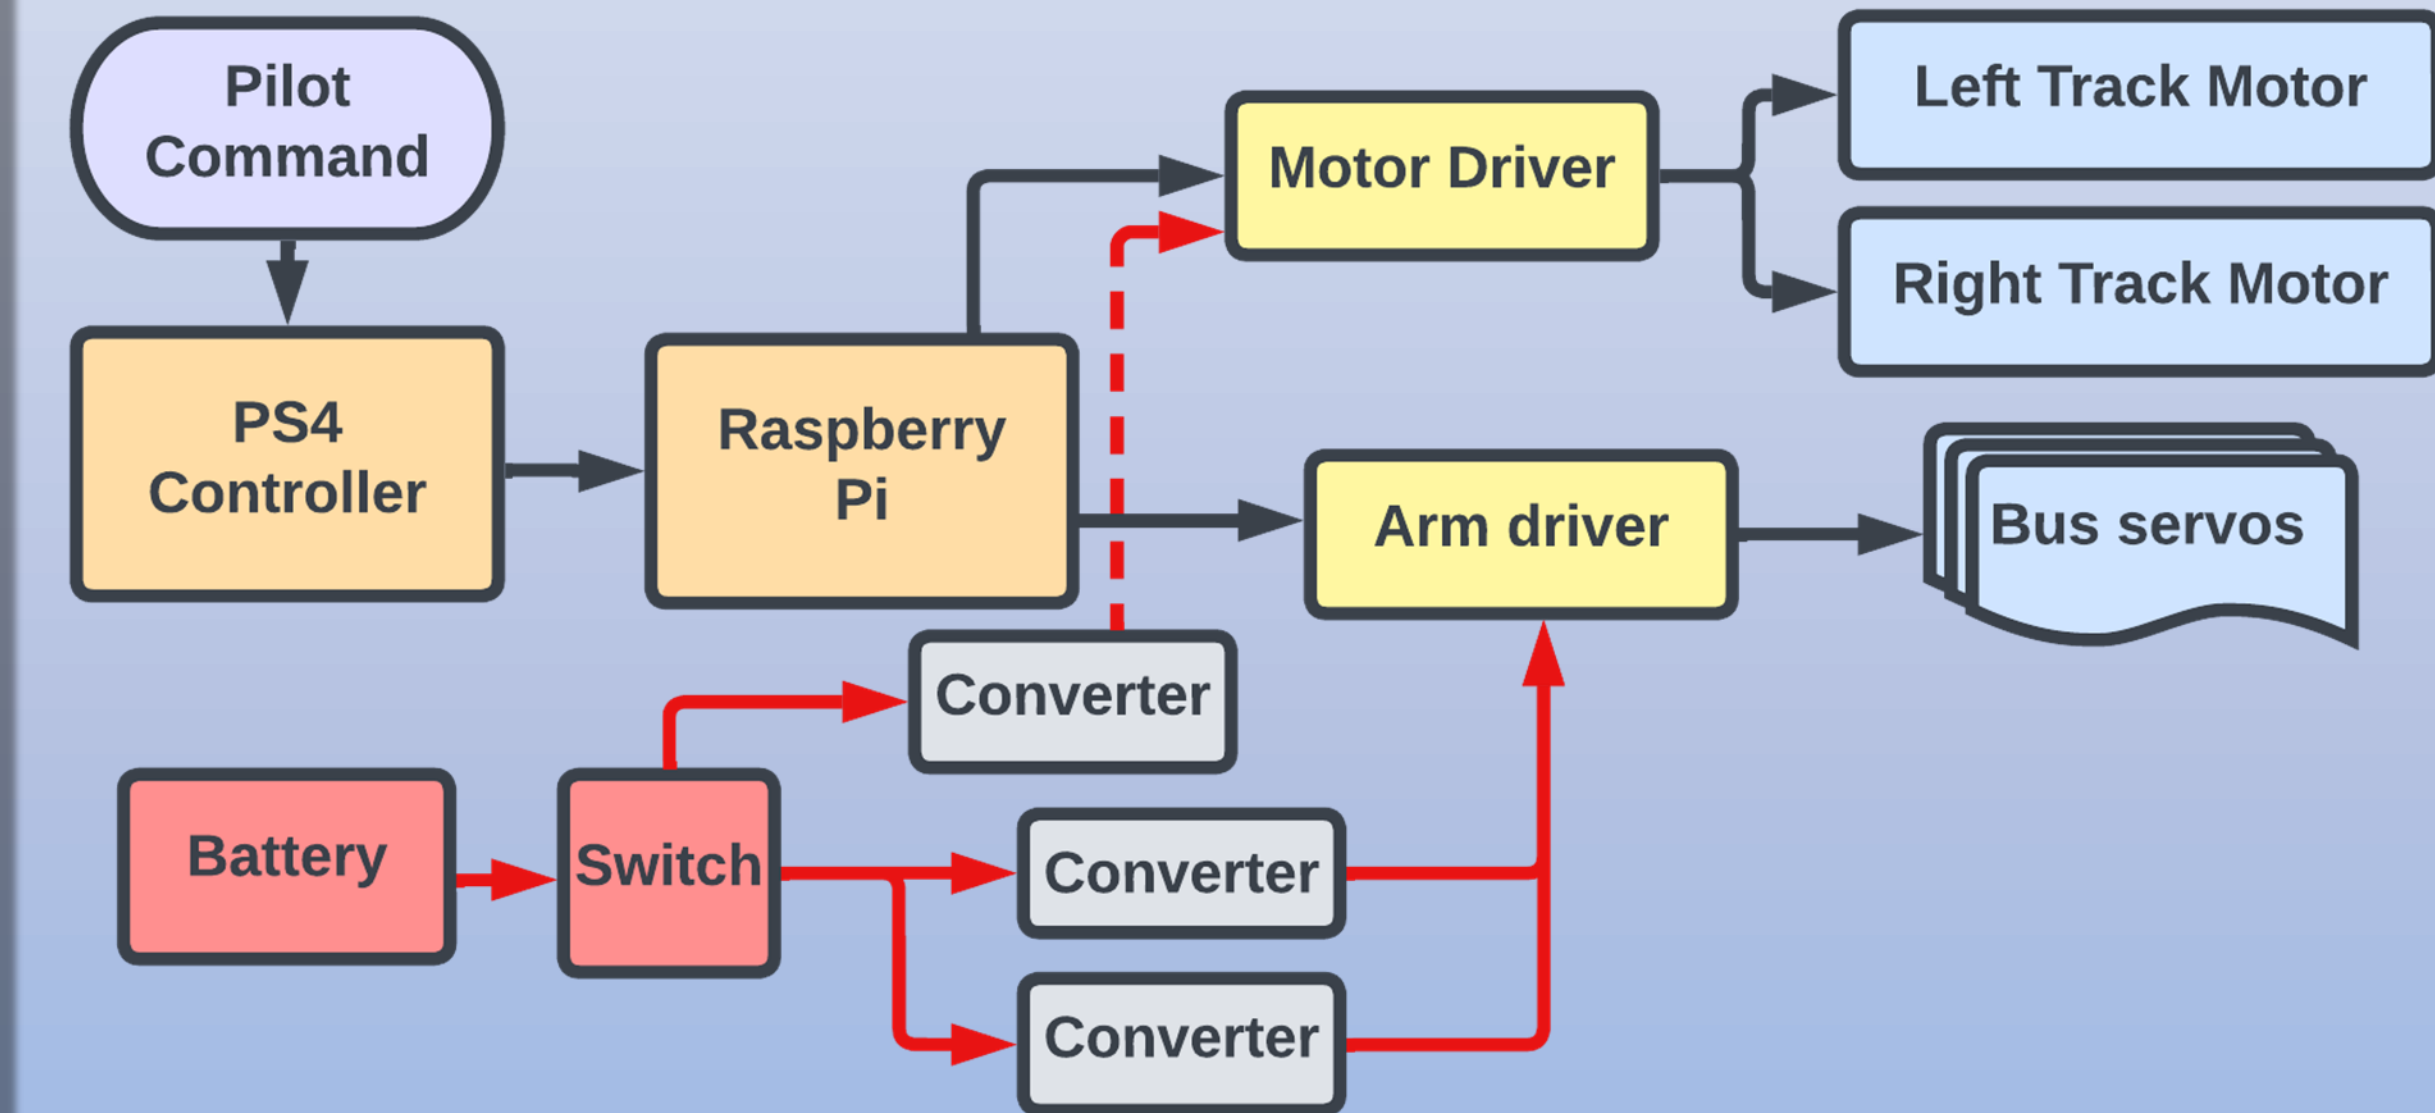 Pilot
Command
Left Track Motor
Motor Driver
Right Track Motor
PS4
Controller
Raspberry
Pi
Arm driver
Bus servos
Converter
Battery
Switch
Converter
Converter